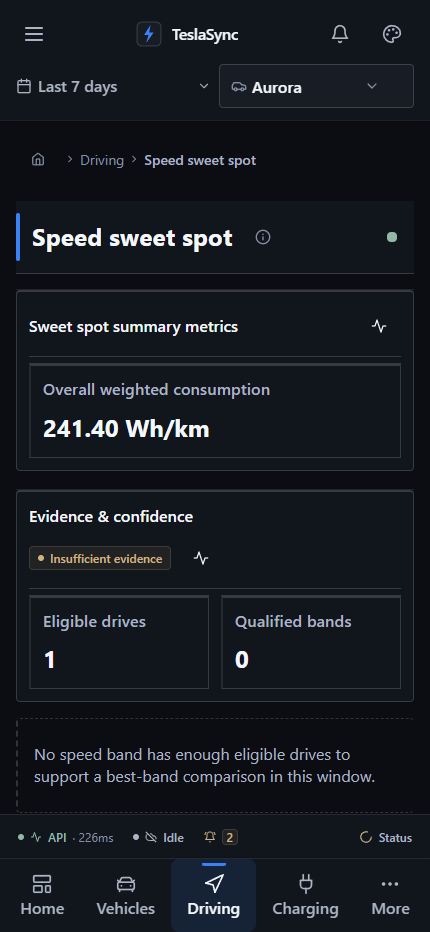 TeslaSync
Last 7 days
Aurora
Driving
Speed sweet spot
Speed sweet spot
Sweet spot summary metrics
Overall weighted consumption
241.40 Wh/km
Evidence & confidence
Insufficient evidence
Eligible drives
Qualified bands
1
0
No speed band has enough eligible drives to
support a best-band comparison in this window.
API · 226ms
Idle
2
Status
Home
Vehicles
Driving
Charging
More